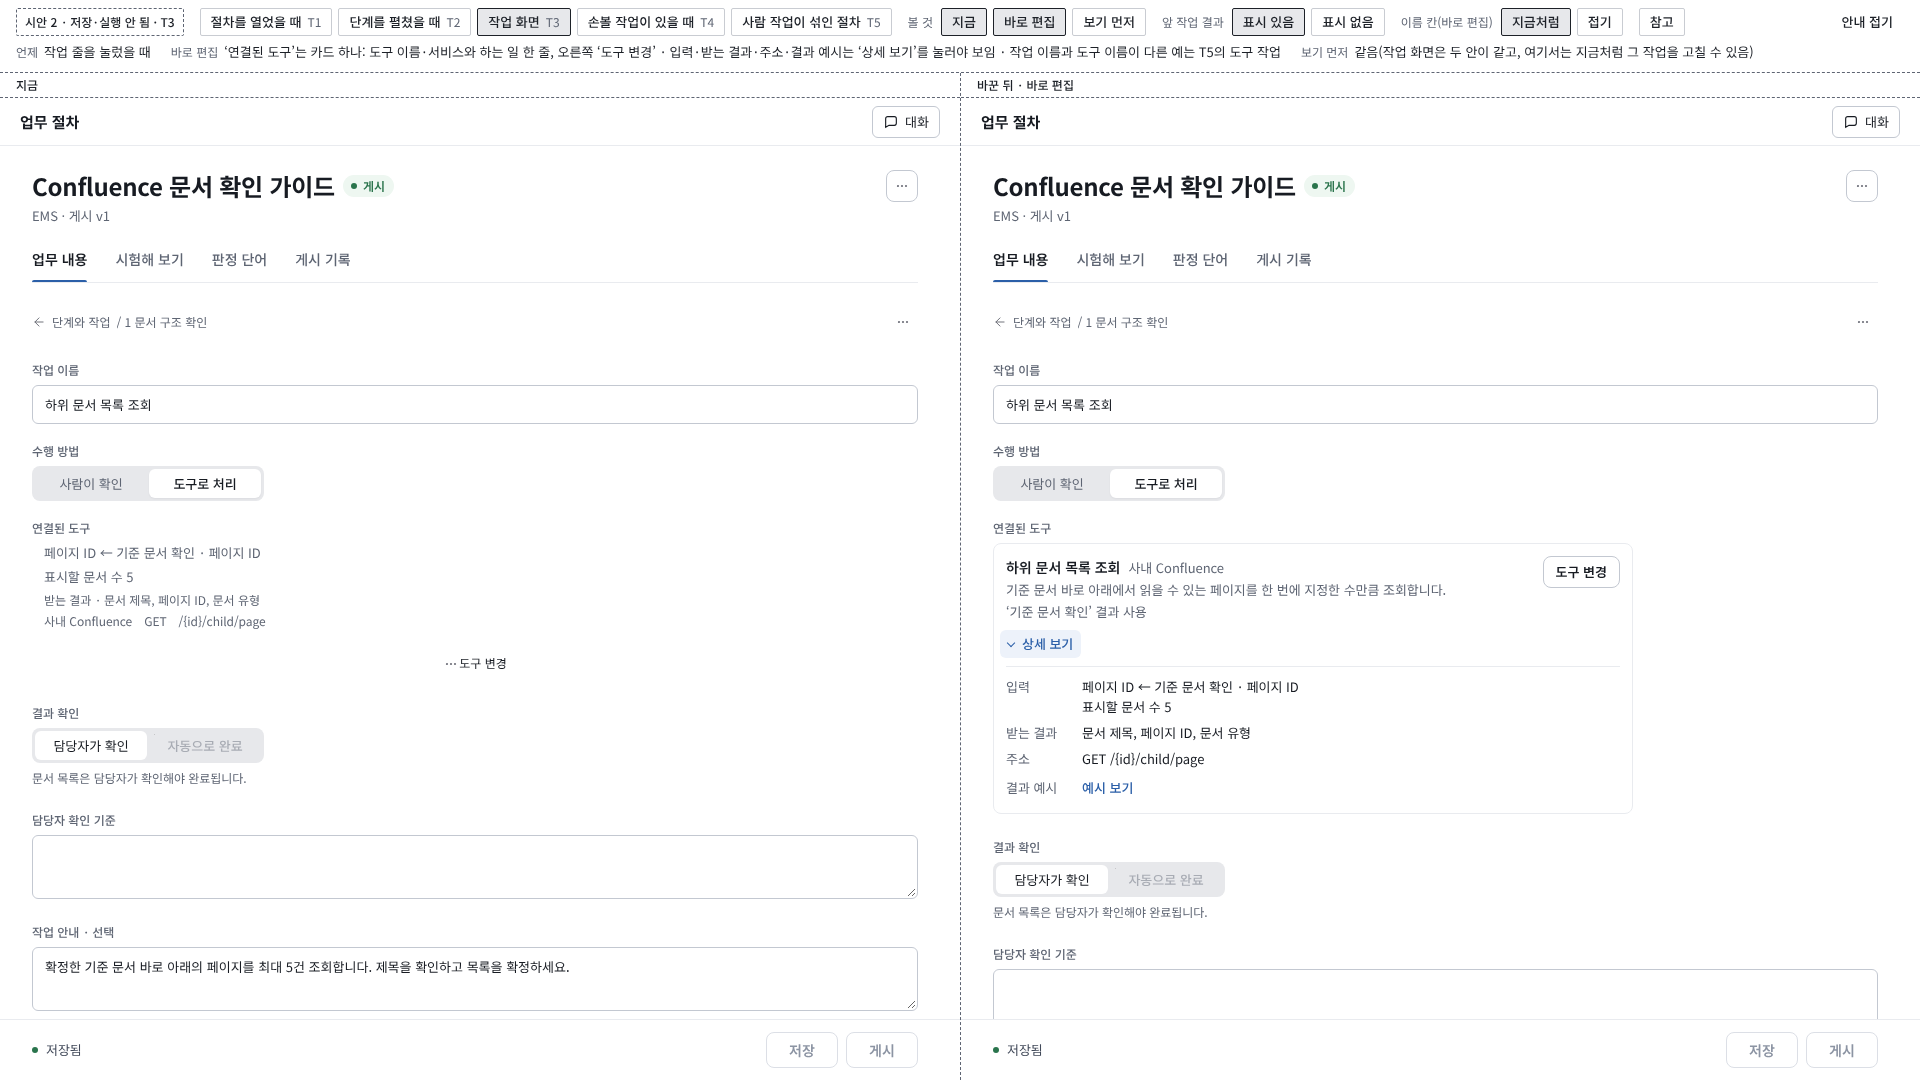 시안 2 · 저장·실행 안 됨 · T3 절차를 열었을 때 T1 단계를 펼쳤을 때 T2 작업 화면 T3 손볼 작업이 있을 때 T4 사람 작업이 섞인 절차 T5 볼 것 지금 바로 편집 보기 먼저 앞 작업 결과 표시 있음 표시 없음 이름 칸(바로 편집) 지금처럼 접기 참고 안내 접기
언제 작업 줄을 눌렀을 때 바로 편집 ‘연결된 도구’는 카드 하나: 도구 이름·서비스와 하는 일 한 줄, 오른쪽 ‘도구 변경’ · 입력·받는 결과·주소·결과 예시는 ‘상세 보기’를 눌러야 보임 · 작업 이름과 도구 이름이 다른 예는 T5의 도구 작업 보기 먼저 같음(작업 화면은 두 안이 같고, 여기서는 지금처럼 그 작업을 고칠 수 있음)
지금
업무 절차
대화
Confluence 문서 확인 가이드 게시 ···
EMS · 게시 v1
업무 내용 시험해 보기 판정 단어 게시 기록
← 단계와 작업 / 1 문서 구조 확인 ···
작업 이름
하위 문서 목록 조회
수행 방법
사람이 확인 도구로 처리
연결된 도구
페이지 ID ← 기준 문서 확인 · 페이지 ID
표시할 문서 수 5
받는 결과 · 문서 제목, 페이지 ID, 문서 유형
사내 Confluence GET /{id}/child/page
··· 도구 변경
결과 확인
담당자가 확인 자동으로 완료
문서 목록은 담당자가 확인해야 완료됩니다.
담당자 확인 기준
작업 안내 · 선택
확정한 기준 문서 바로 아래의 페이지를 최대 5건 조회합니다. 제목을 확인하고 목록을 확정하세요.
저장됨 저장 게시
바꾼 뒤 · 바로 편집
업무 절차
대화
Confluence 문서 확인 가이드 게시 ···
EMS · 게시 v1
업무 내용 시험해 보기 판정 단어 게시 기록
← 단계와 작업 / 1 문서 구조 확인 ···
작업 이름
하위 문서 목록 조회
수행 방법
사람이 확인 도구로 처리
연결된 도구
하위 문서 목록 조회 사내 Confluence 도구 변경
기준 문서 바로 아래에서 읽을 수 있는 페이지를 한 번에 지정한 수만큼 조회합니다.
‘기준 문서 확인’ 결과 사용
상세 보기
입력 페이지 ID ← 기준 문서 확인 · 페이지 ID
표시할 문서 수 5
받는 결과 문서 제목, 페이지 ID, 문서 유형
주소 GET /{id}/child/page
결과 예시 예시 보기
결과 확인
담당자가 확인 자동으로 완료
문서 목록은 담당자가 확인해야 완료됩니다.
담당자 확인 기준
저장됨 저장 게시